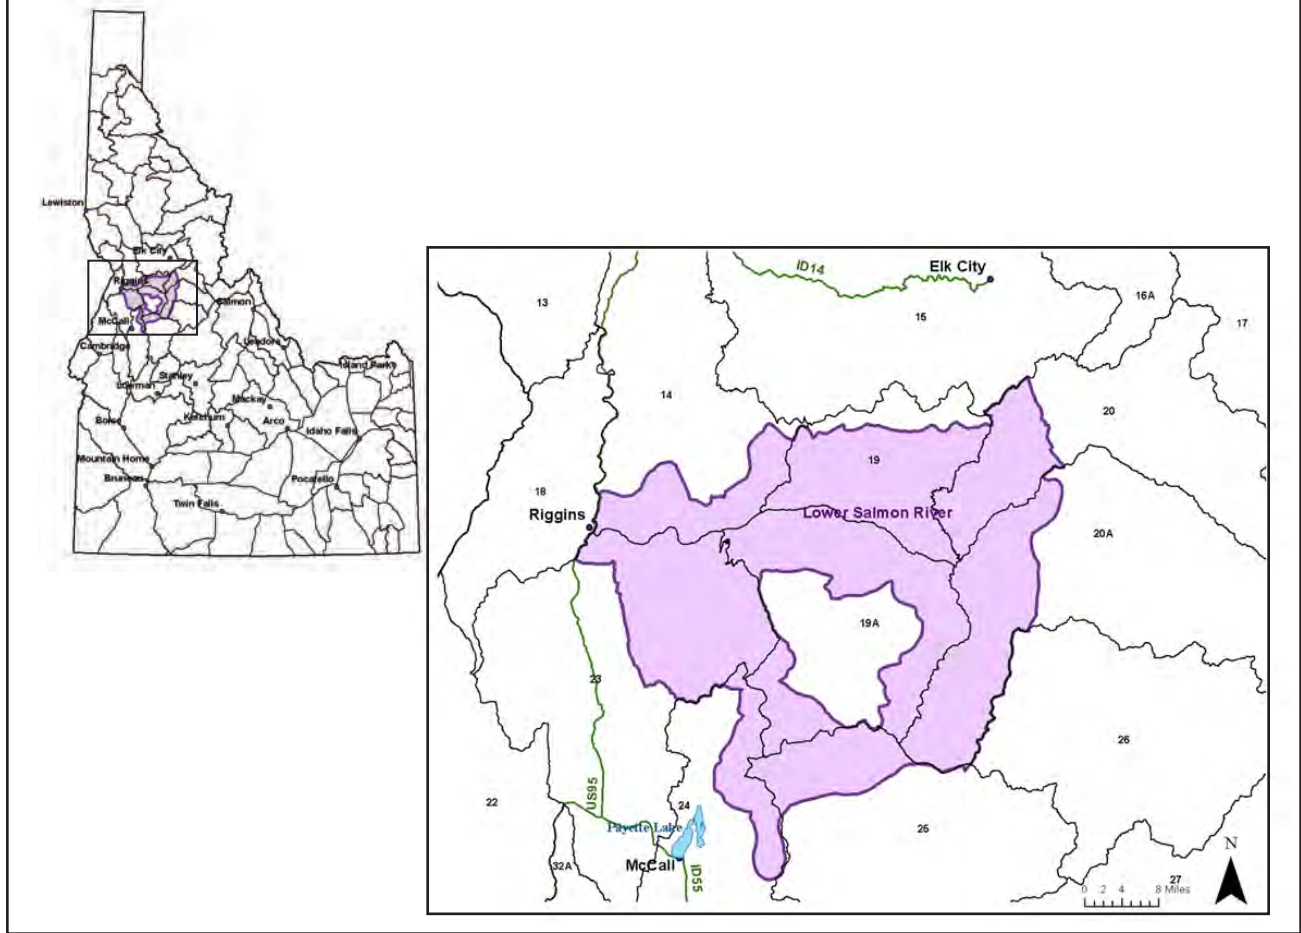 Lewiston
Elk City
Riggins
Salmon
McCall
Cambridge
Leadore
Island Park
Stanley
Lowman
Mackay
Ketchum
Boise
Arco
Idaho Falls
Mountain Home
Bruneau
Pocatello
Twin Falls
ID14
Elk City
16A
13
15
17
14
20
19
18
Riggins
Lower Salmon River
20A
19A
23
26
US95
22
24
Payette Lake
25
McCall
32A
ID55
N
27
0 2 4 8 Miles